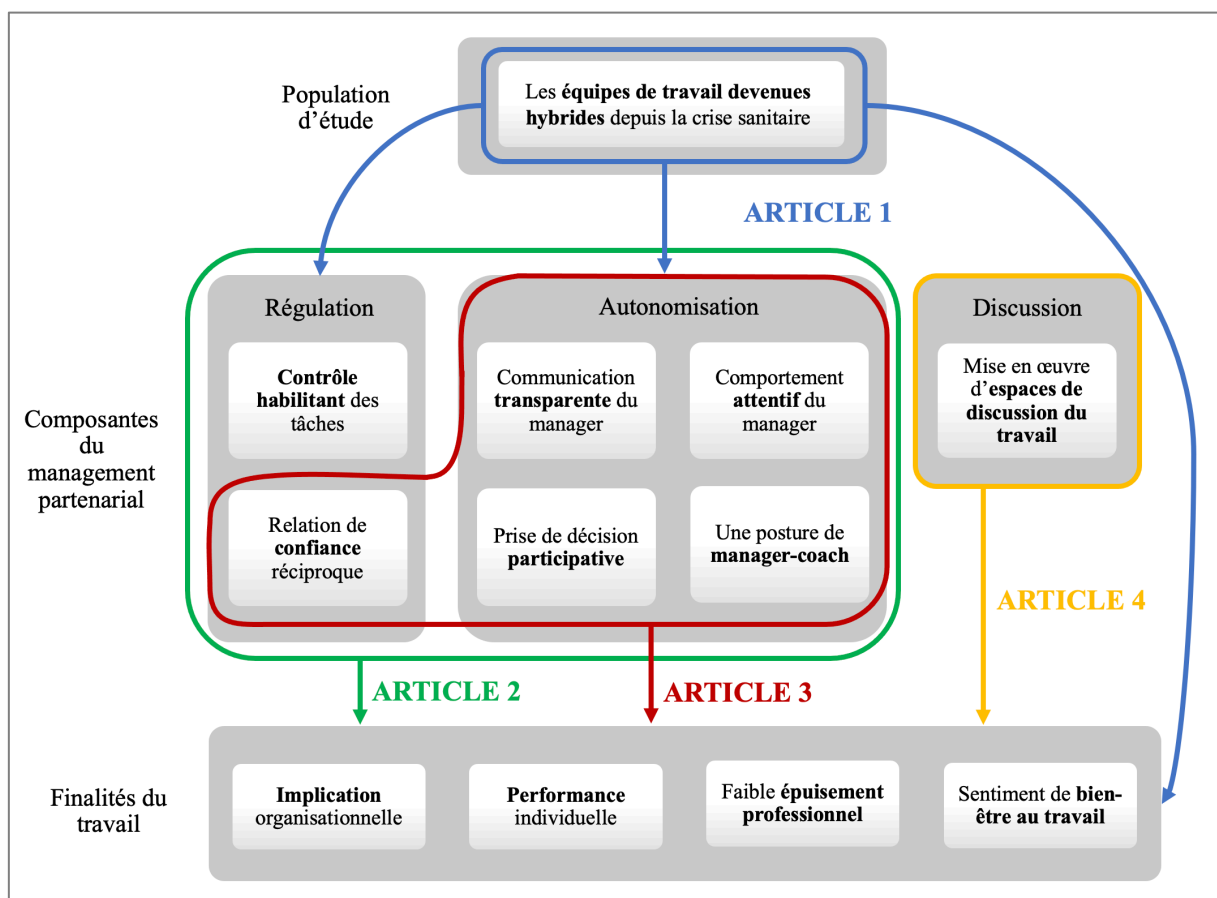 Population
d'étude
Les équipes de travail devenues
hybrides depuis la crise sanitaire
ARTICLE 1
Composantes
du
management
partenarial
Régulation
Contrôle
habilitant des
tâches
Relation de
confiance
réciproque
Autonomisation
Communication
transparente du
manager
Comportement
attentif du
manager
Prise de décision
participative
Une posture de
manager-coach
Discussion
Mise en œuvre
d'espaces de
discussion du
travail
ARTICLE 2
ARTICLE 3
ARTICLE 4
Finalités du
travail
Implication
organisationnelle
Performance
individuelle
Faible épuisement
professionnel
Sentiment de bien-
être au travail